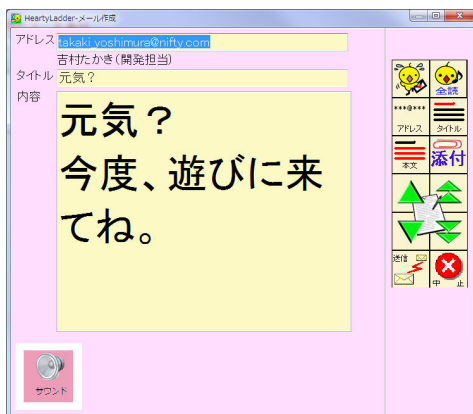 HeartyLadder-メール作成
アドレス takaki.yoshimura@nifty.com
吉村たかき(開発担当)
タイトル 元気?
内容
元気?
今度、遊びに来
てね。
全読
***@***
アドレス タイトル
本文 添付
送信 中 止
サウンド